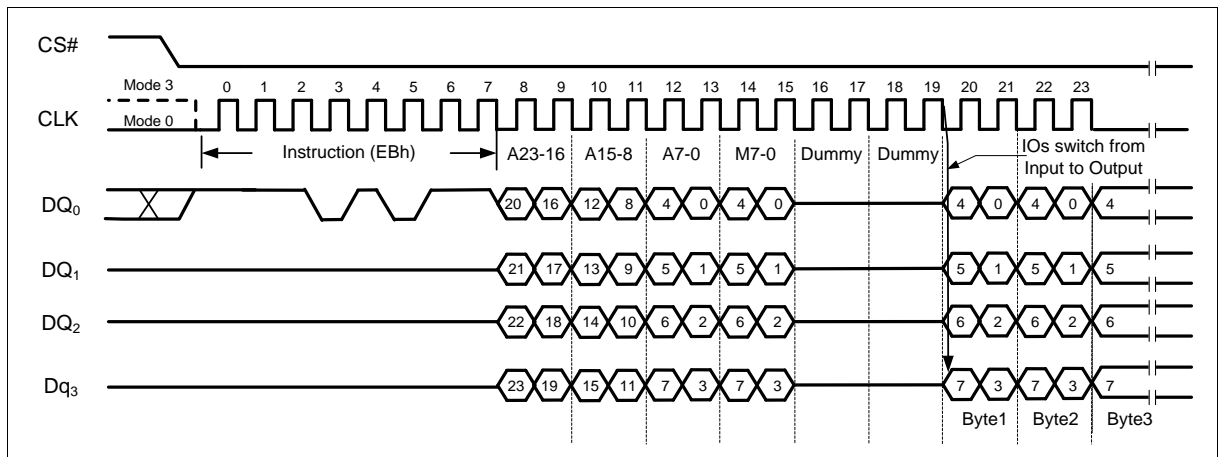 CS#
Mode 3 0 1 2 3 4 5 6 7 8 9 10 11 12 13 14 15 16 17 18 19 20 21 22 23
CLK Mode 0
Instruction (EBh) A23-16 A15-8 A7-0 M7-0 Dummy Dummy IOs switch from
Input to Output
DQ0 20 16 12 8 4 0 4 0 4 0 4 0 4
DQ1 21 17 13 9 5 1 5 1 5 1 5 1 5
DQ2 22 18 14 10 6 2 6 2 6 2 6 2 6
Dq3 23 19 15 11 7 3 7 3 7 3 7 3 7
Byte1 Byte2 Byte3